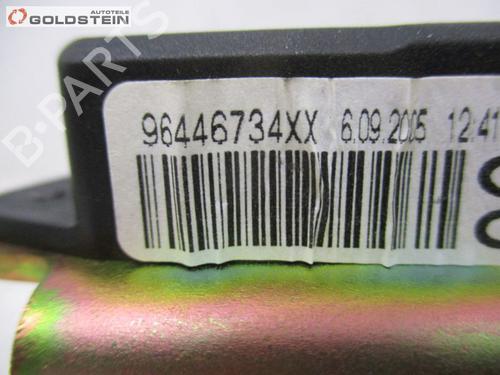 Autoteile
GOLDSTEIN
B-PARTS
96446734XX 6.09.2005 12:41